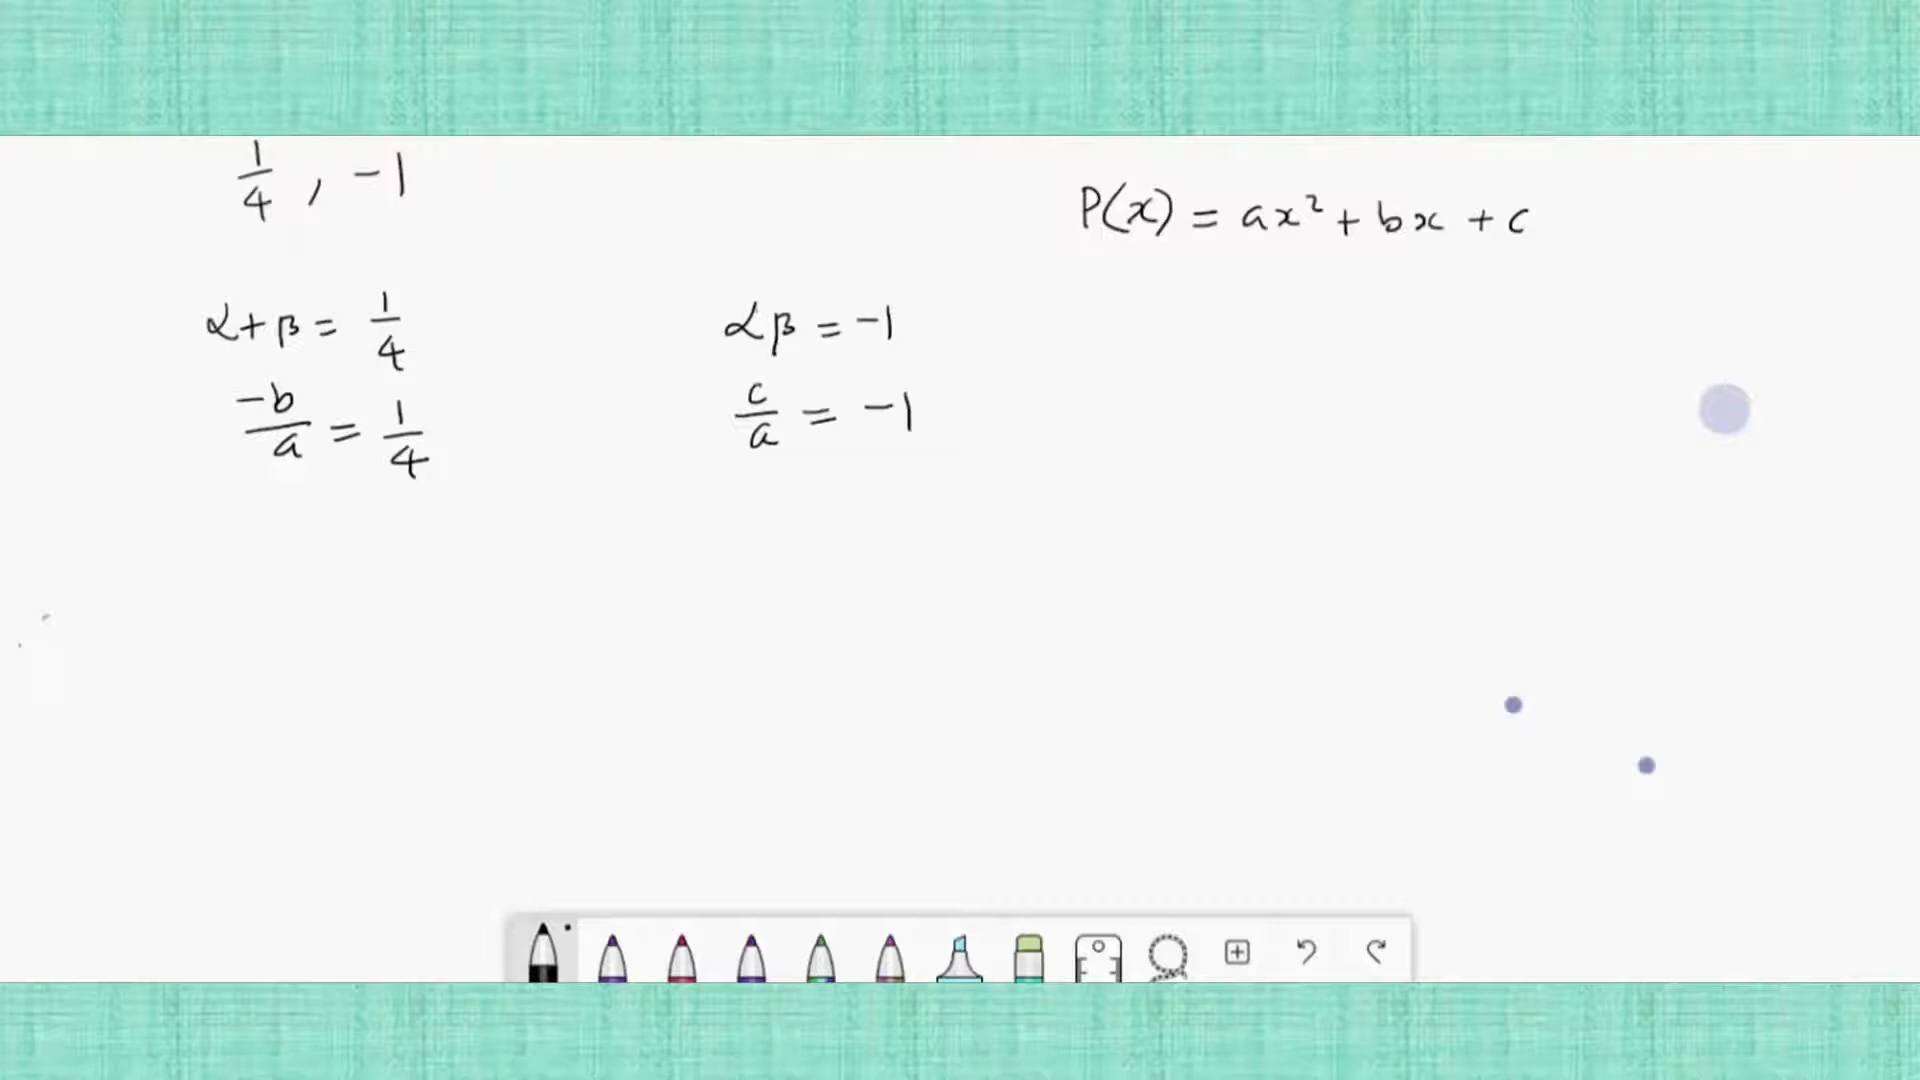 1/4 , -1
P(x) = ax² + bx + c
α+β = 1/4
αβ = -1
-b/a = 1/4
c/a = -1